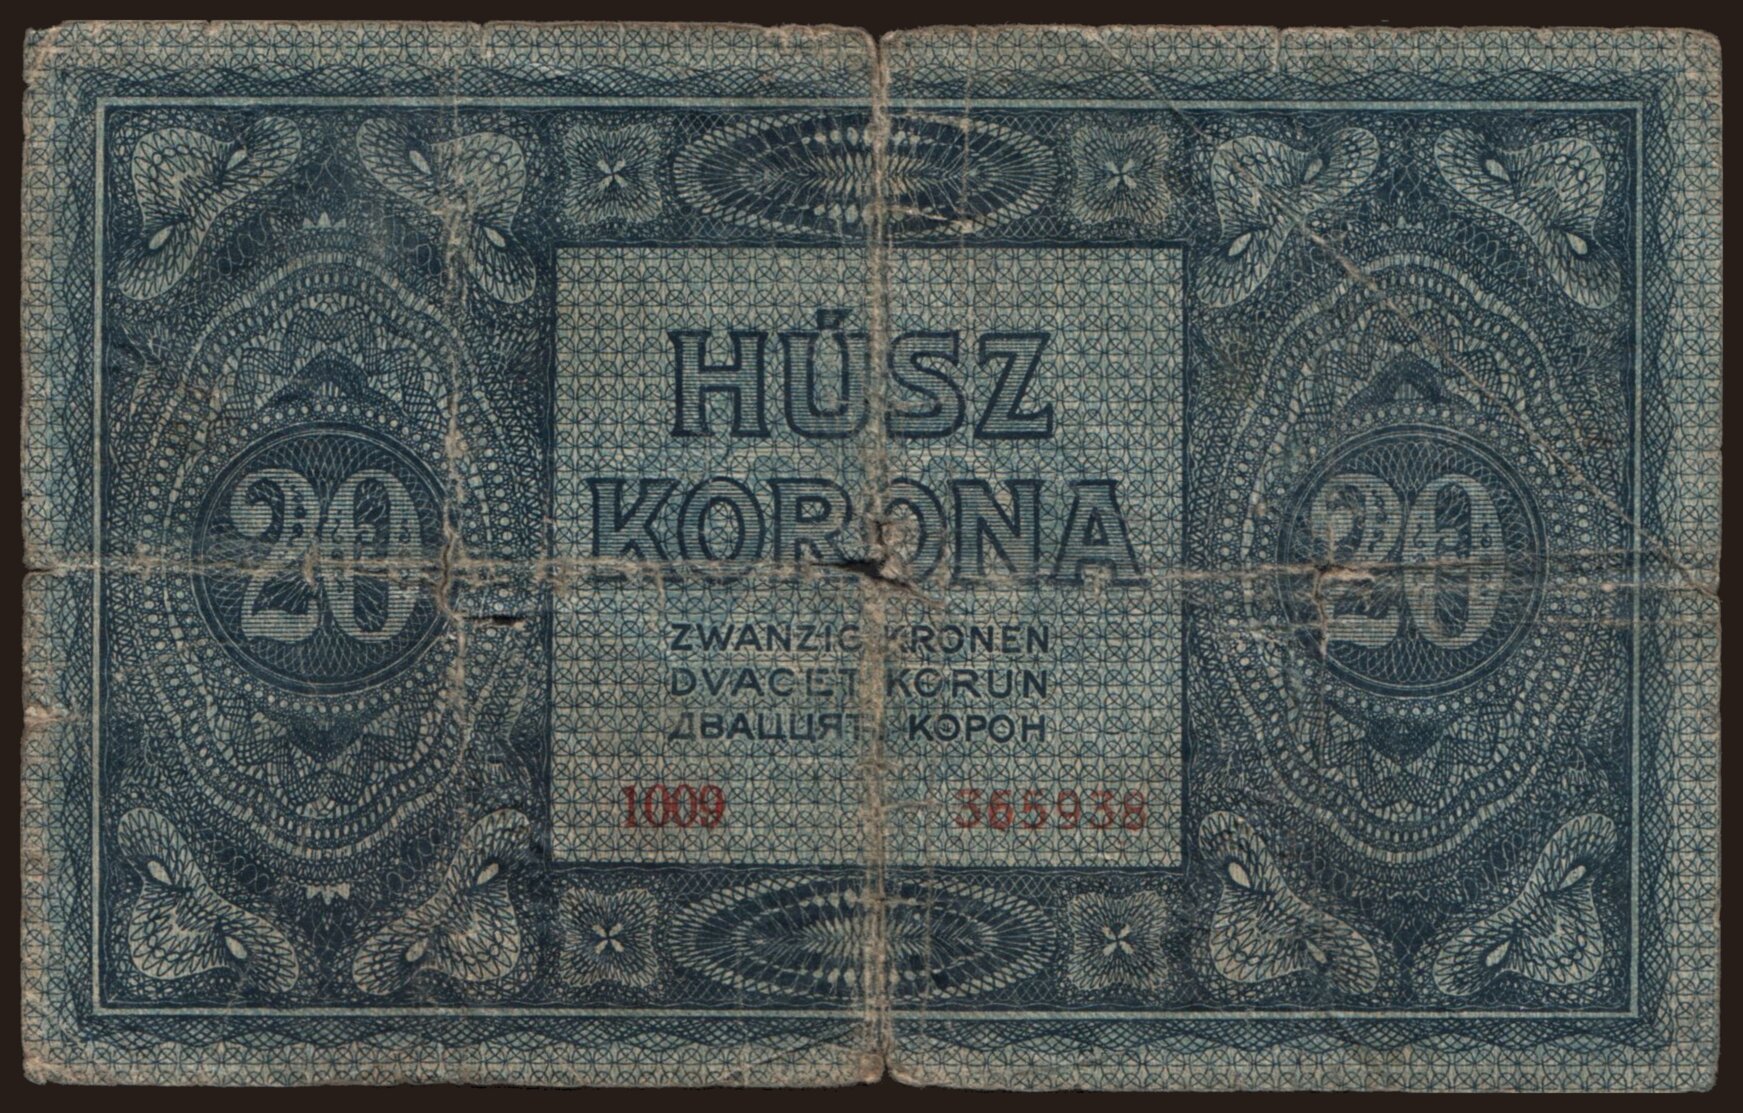 HÚSZ
KORONA
20 20
ZWANZIG KRONEN
DVACET KORUN
ДВАЦЦЯТЬ КОРОН
1009 365938